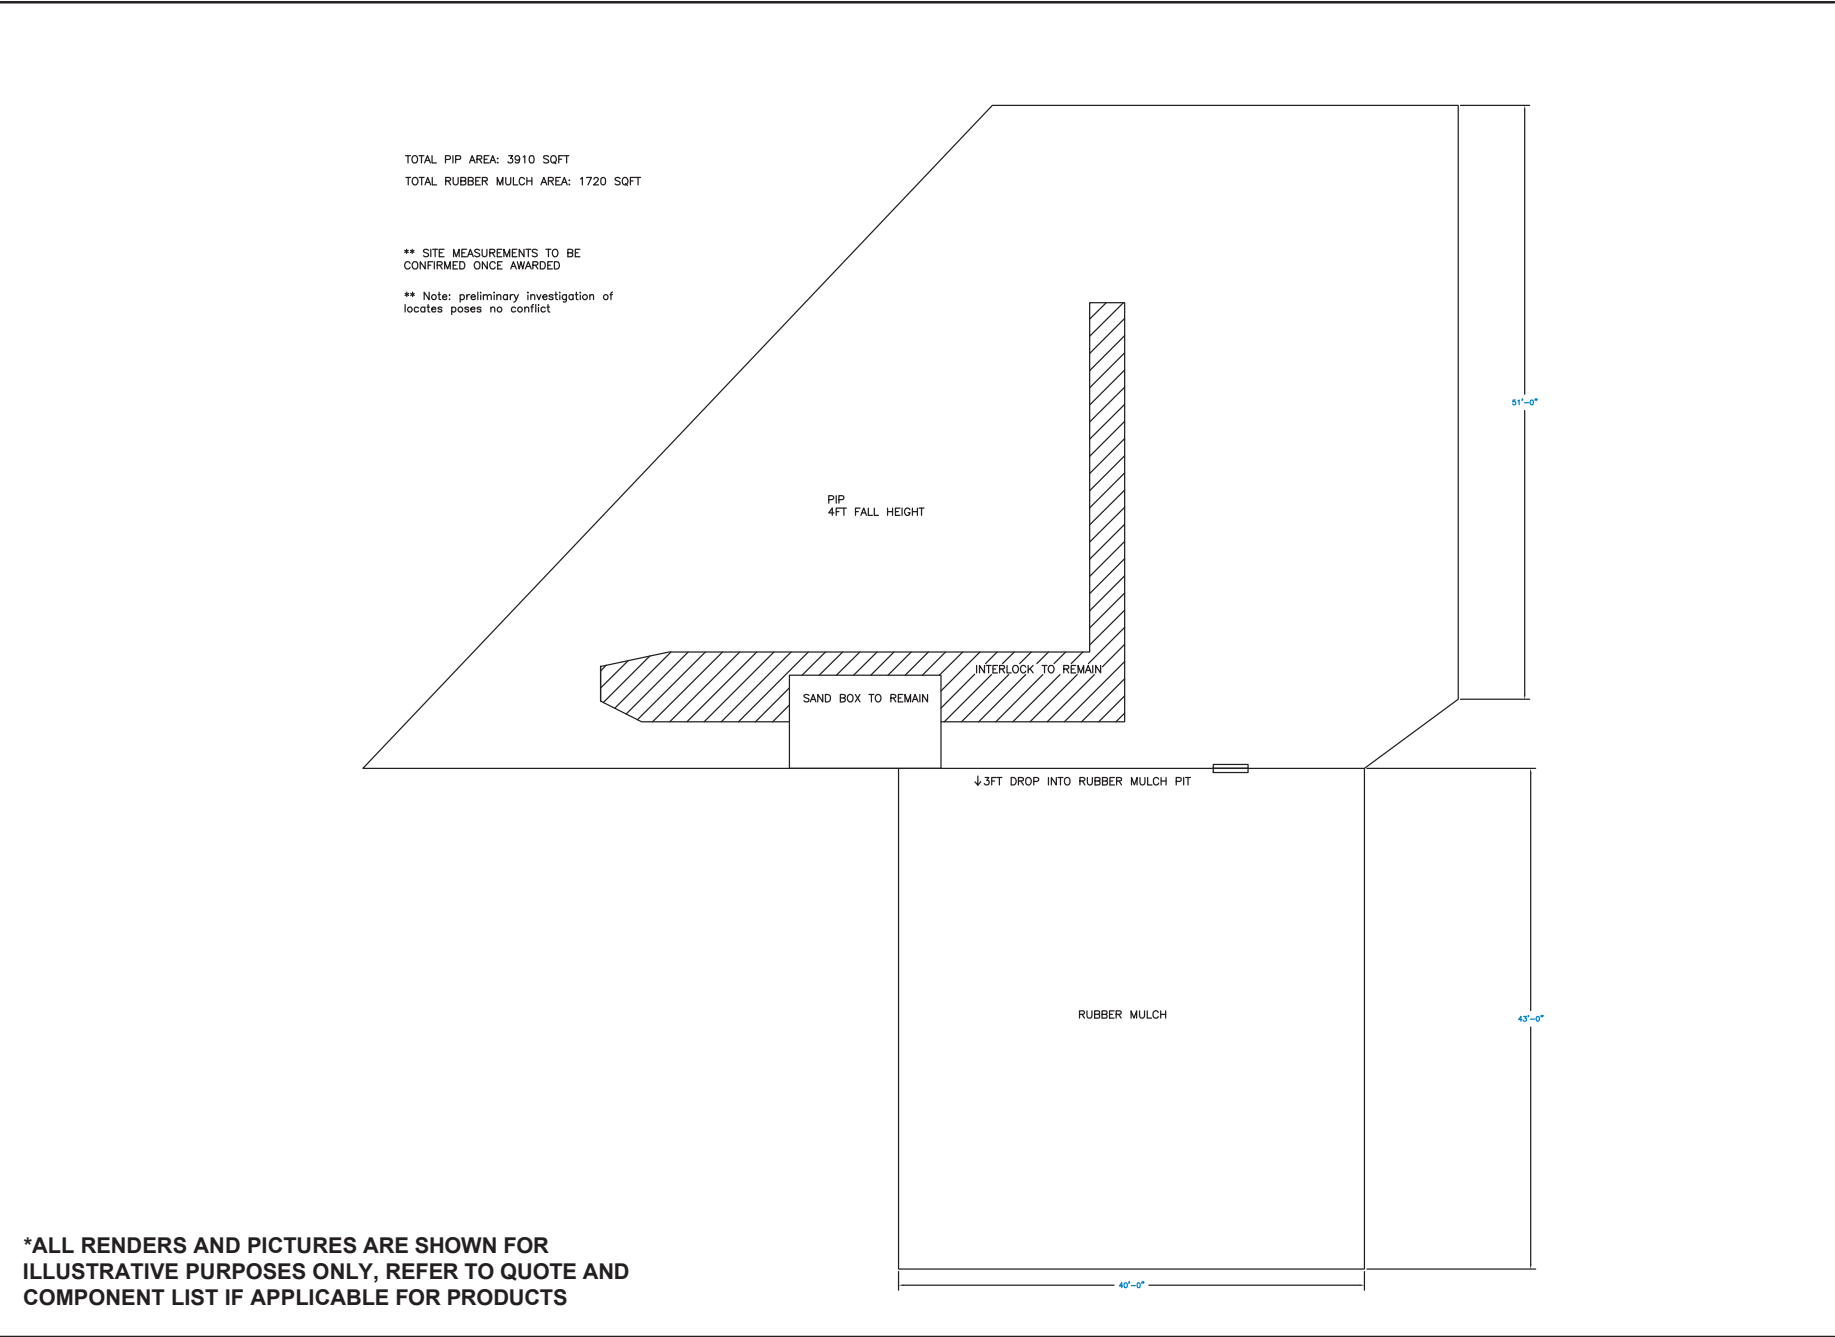 TOTAL PIP AREA: 3910 SQFT
TOTAL RUBBER MULCH AREA: 1720 SQFT
** SITE MEASUREMENTS TO BE
CONFIRMED ONCE AWARDED
** Note: preliminary investigation of
locates poses no conflict
51'-0"
PIP
4FT FALL HEIGHT
INTERLOCK TO REMAIN
SAND BOX TO REMAIN
↓3FT DROP INTO RUBBER MULCH PIT
RUBBER MULCH
43'-0"
40'-0"
*ALL RENDERS AND PICTURES ARE SHOWN FOR
ILLUSTRATIVE PURPOSES ONLY, REFER TO QUOTE AND
COMPONENT LIST IF APPLICABLE FOR PRODUCTS